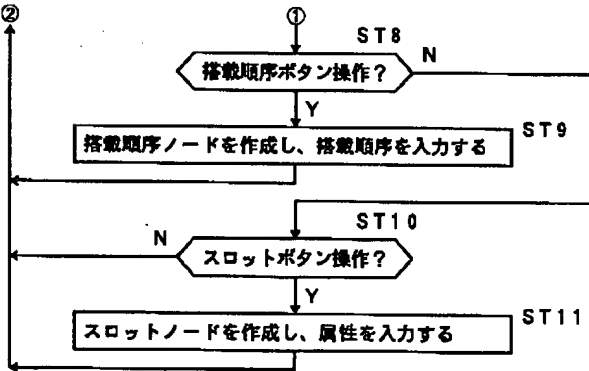 ②
①
ST8
搭載順序ボタン操作？
N
Y
ST9
搭載順序ノードを作成し、搭載順序を入力する
ST10
N
スロットボタン操作？
Y
ST11
スロットノードを作成し、属性を入力する